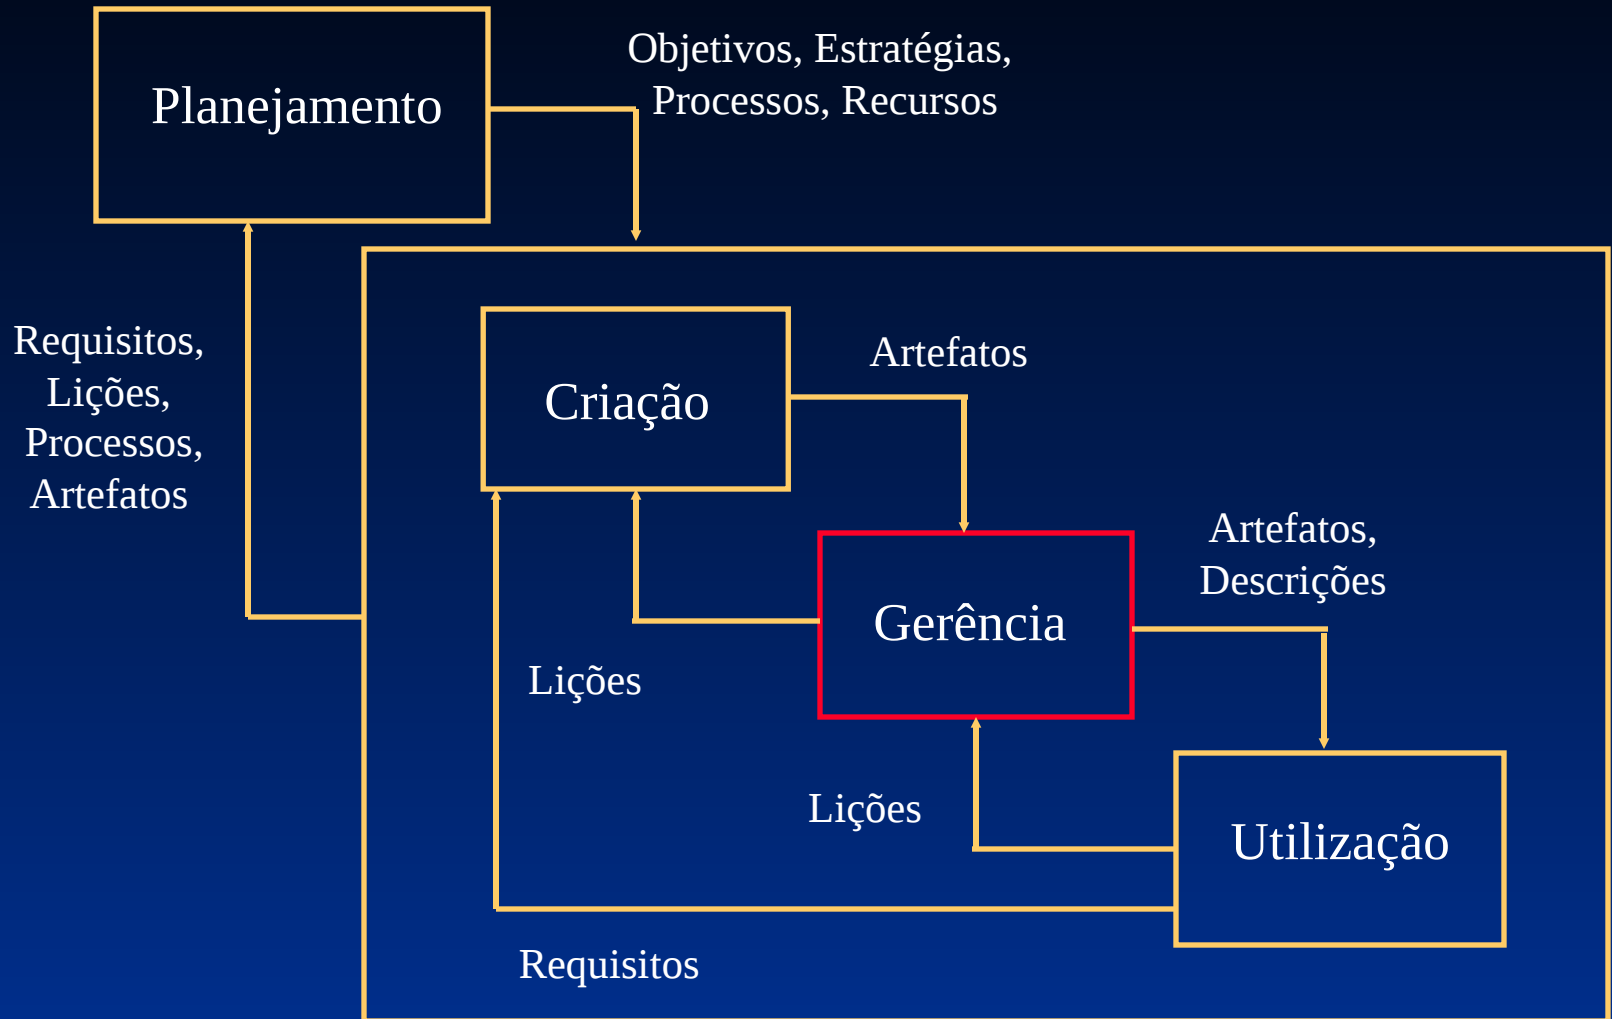 Objetivos, Estratégias,
Processos, Recursos
Planejamento
Requisitos,
Lições,
Processos,
Artefatos
Criação
Artefatos
Artefatos,
Descrições
Gerência
Lições
Lições
Utilização
Requisitos